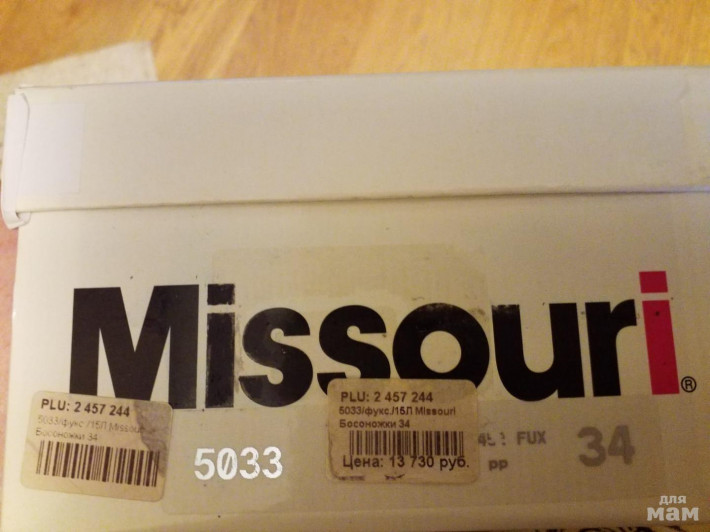 Missouri®
PLU: 2 457 244
5033/фукс./15Л Missouri
Босоножки 34
5033
PLU: 2 457 244
5033/фукс./15Л Missouri
Босоножки 34
Цена: 13 730 руб.
FUX
34
PP
для
мам